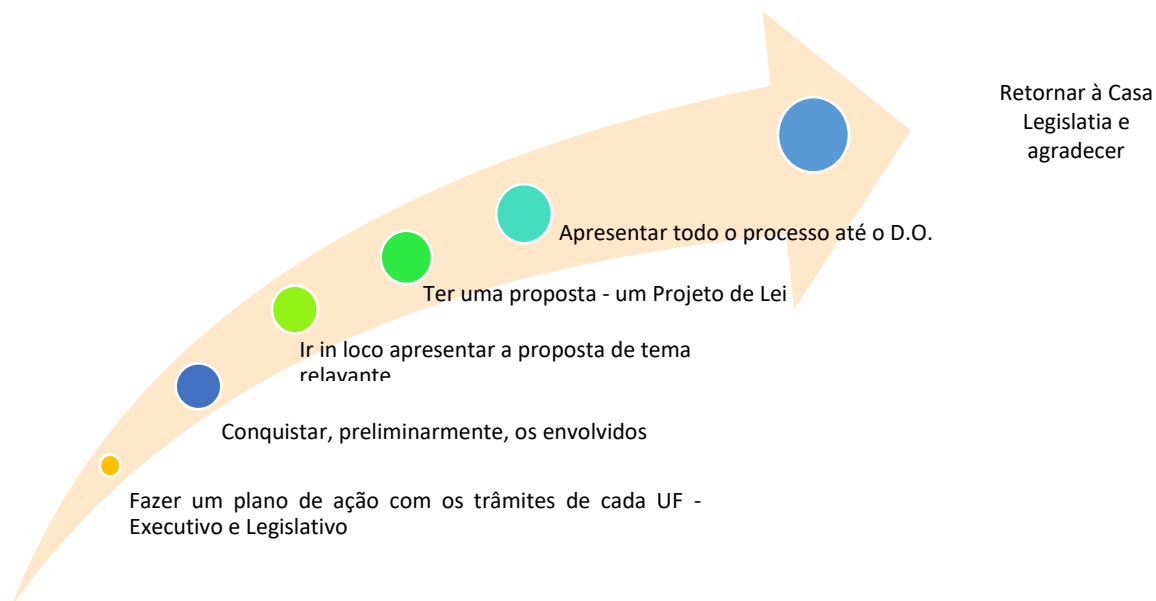 Retornar à Casa
Legislatia e
agradecer
Apresentar todo o processo até o D.O.
Ter uma proposta - um Projeto de Lei
Ir in loco apresentar a proposta de tema
relavante
Conquistar, preliminarmente, os envolvidos
Fazer um plano de ação com os trâmites de cada UF -
Executivo e Legislativo